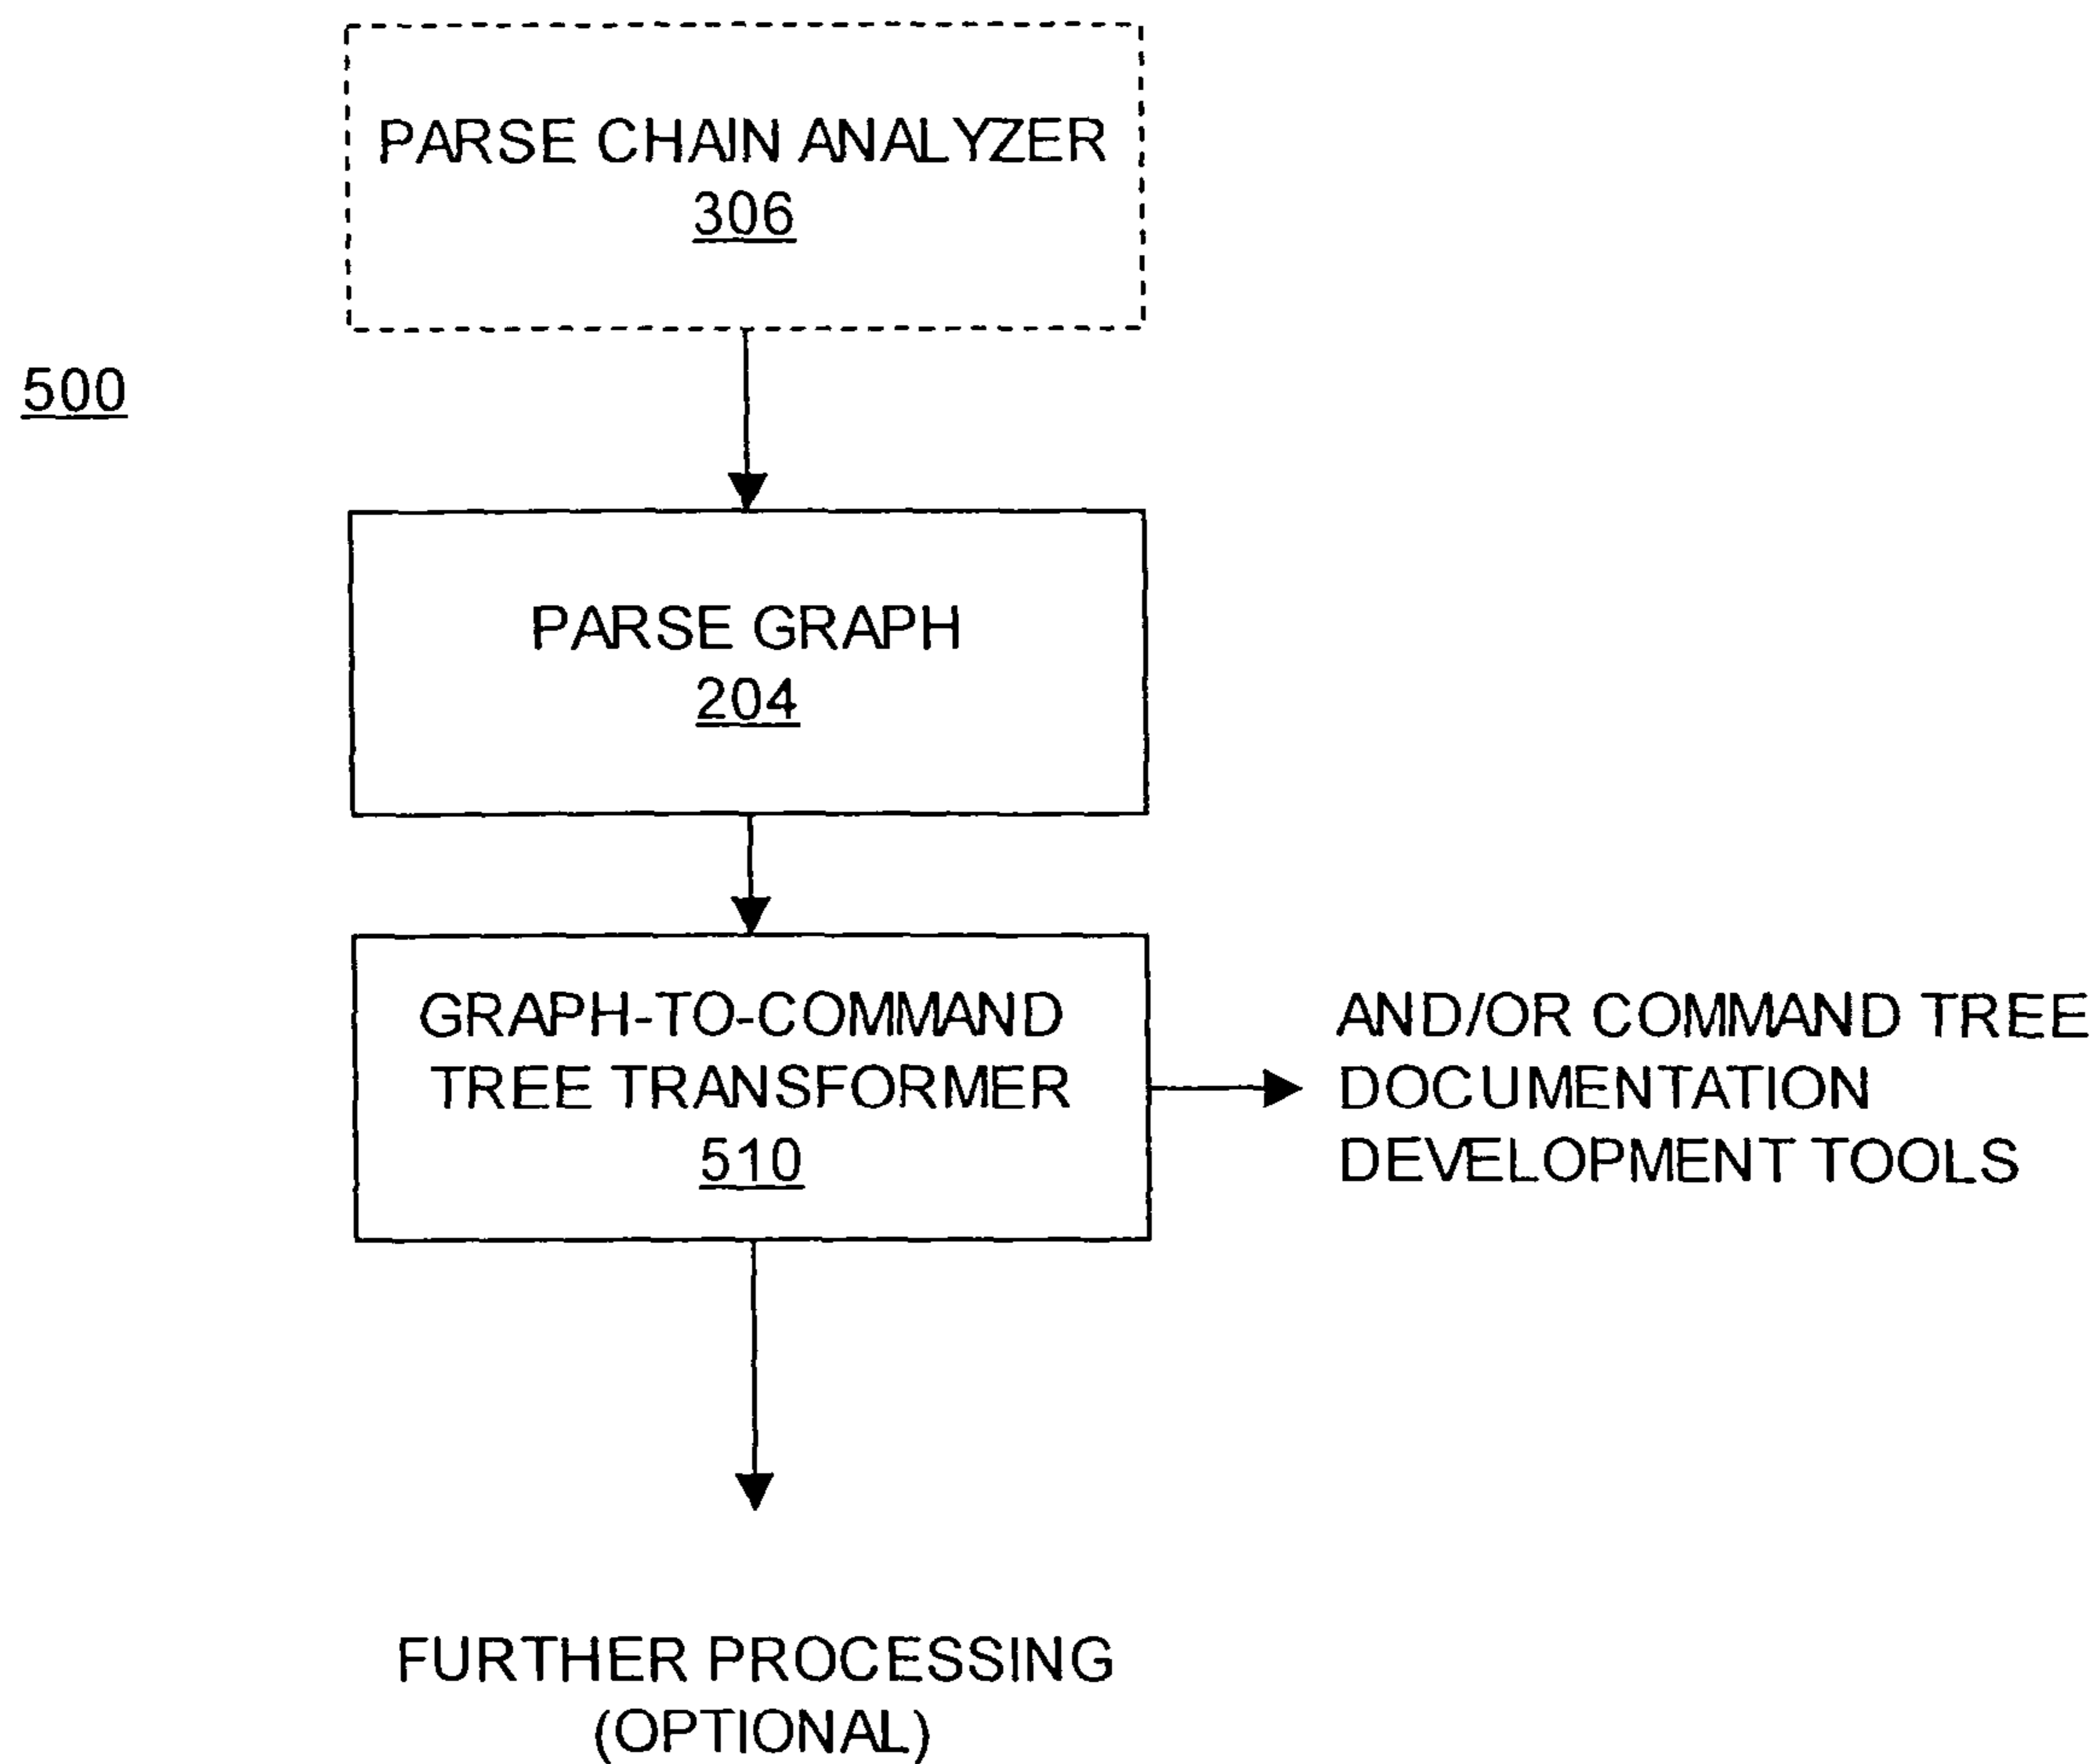 PARSE CHAIN ANALYZER
306
500
PARSE GRAPH
204
GRAPH-TO-COMMAND
TREE TRANSFORMER
510
AND/OR COMMAND TREE
DOCUMENTATION
DEVELOPMENT TOOLS
FURTHER PROCESSING
(OPTIONAL)